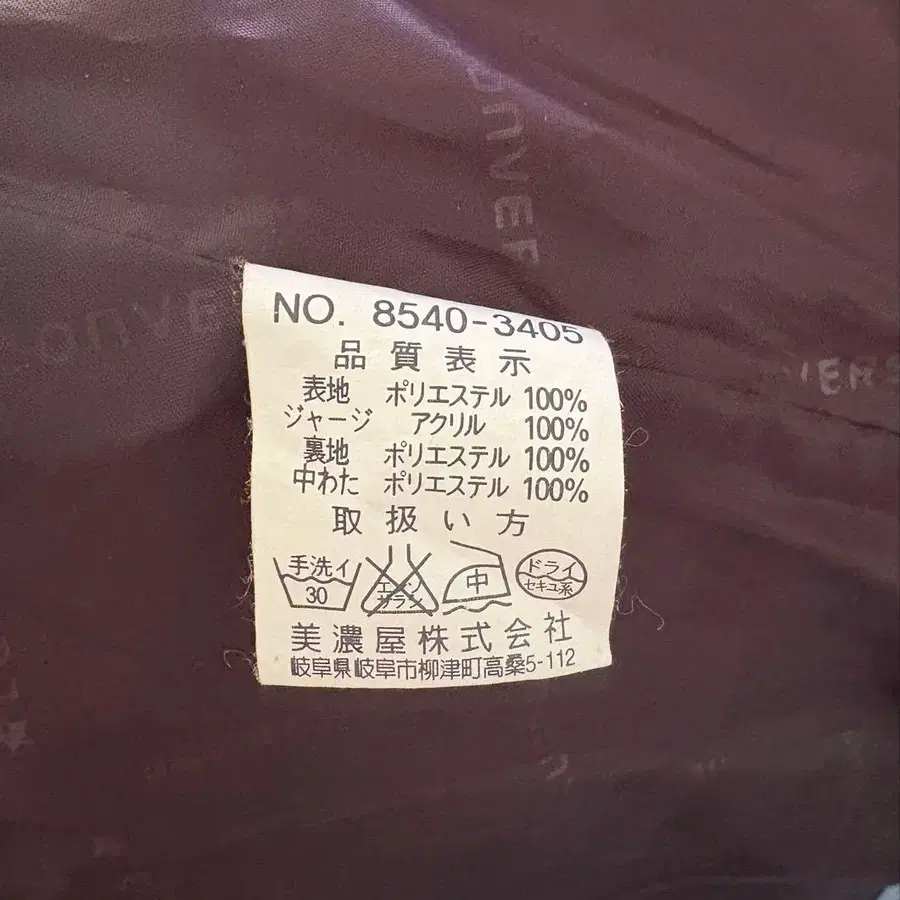 NO. 8540-3405
品質表示
表地 ポリエステル 100%
ジャージ アクリル 100%
裏地 ポリエステル 100%
中わた ポリエステル 100%
取扱い方
手洗イ
30
エンソ
サラシ
中
ドライ
セキユ系
美濃屋株式会社
岐阜県岐阜市柳津町高桑5-112